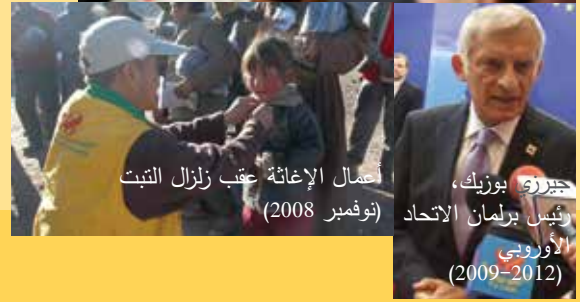 أعمال الإغاثة عقب زلزال التبت
(نوفمبر 2008)
جيرزي بوزيك،
رئيس برلمان الاتحاد
الأوروبي
(2009-2012)